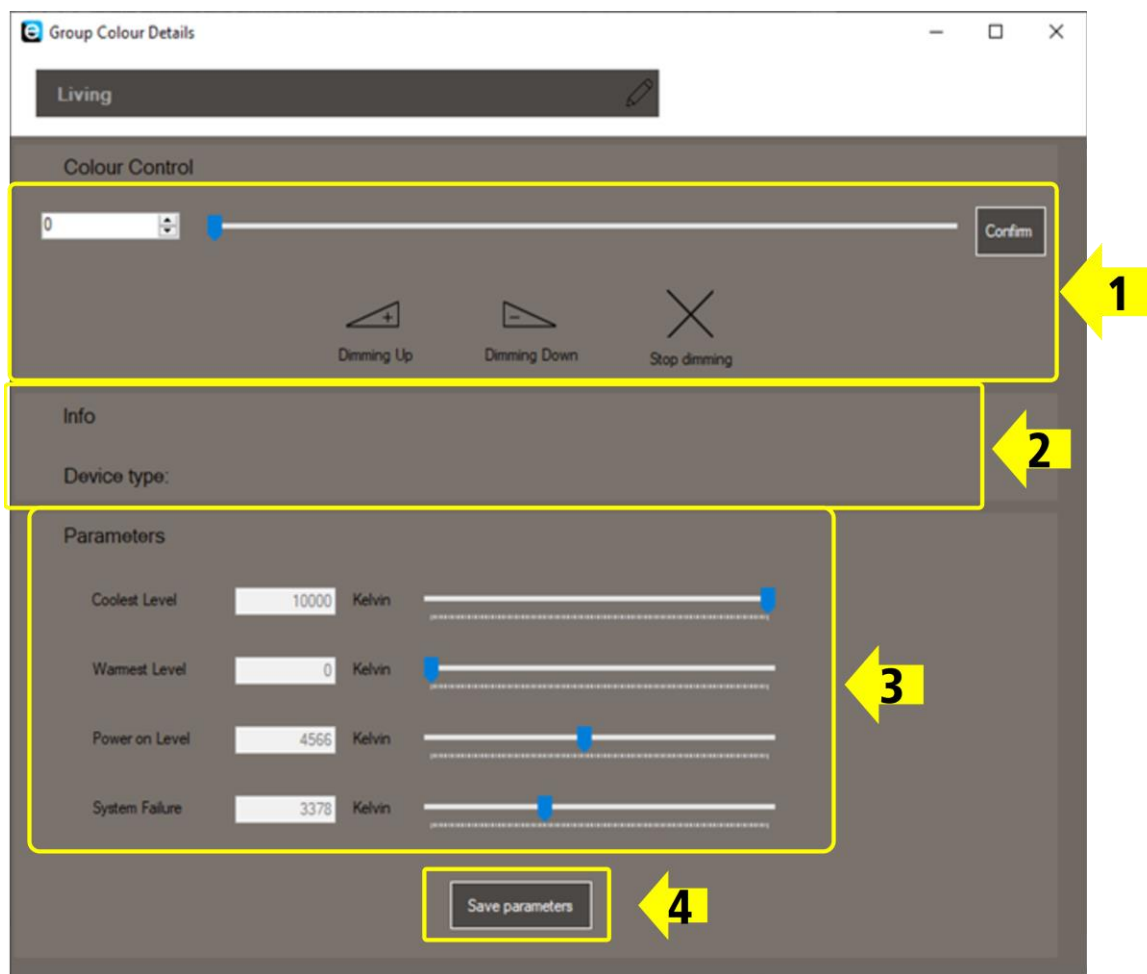 Group Colour Details
Living
Colour Control
0
Confirm
1
Dimming Up Dimming Down Stop dimming
Info
2
Device type:
Parameters
Coolest Level 10000 Kelvin
Warmest Level 0 Kelvin
3
Power on Level 4566 Kelvin
System Failure 3378 Kelvin
Save parameters
4